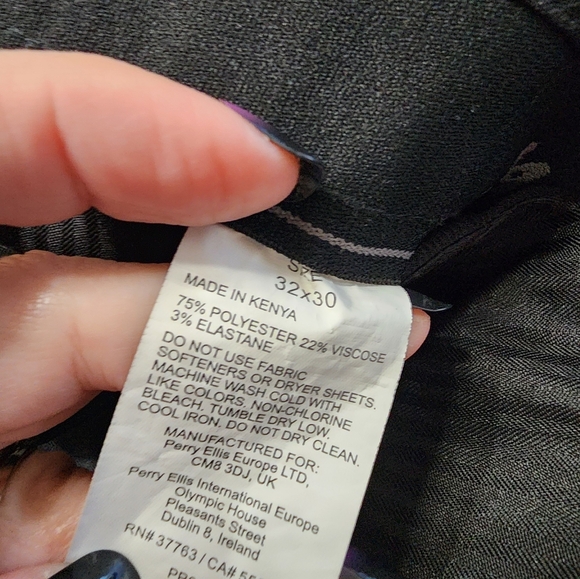 SIZE
32x30
MADE IN KENYA
75% POLYESTER 22% VISCOSE
3% ELASTANE
DO NOT USE FABRIC
SOFTENERS OR DRYER SHEETS.
MACHINE WASH COLD WITH
LIKE COLORS, NON-CHLORINE
BLEACH. TUMBLE DRY LOW.
COOL IRON. DO NOT DRY CLEAN.
MANUFACTURED FOR:
Perry Ellis Europe LTD,
CM8 3DJ, UK
Perry Ellis International Europe
Olympic House
Pleasants Street
Dublin 8, Ireland
RN# 37763 / CA#